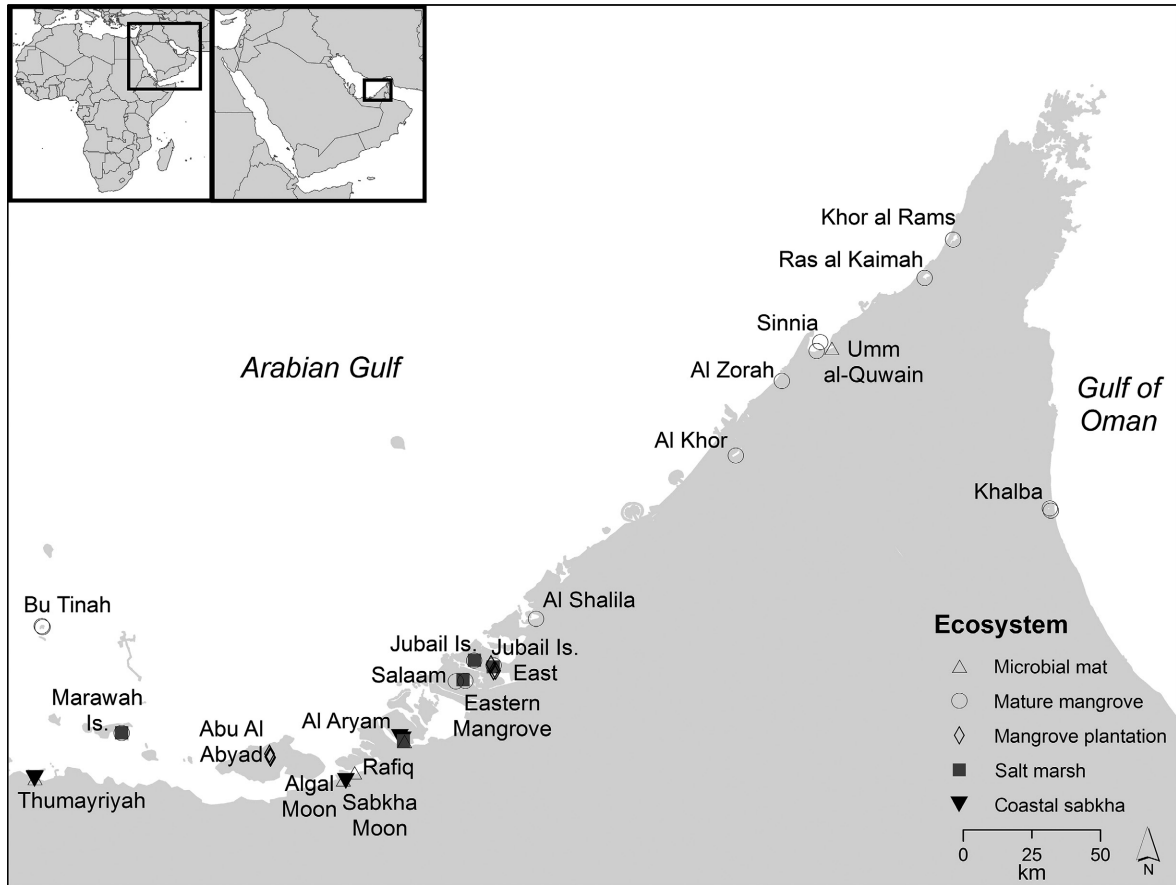 Khor al Rams
Ras al Kaimah
Sinnia
Umm
al-Quwain
Arabian Gulf
Al Zorah
Gulf of
Oman
Al Khor
Khalba
Bu Tinah
Al Shalila
Jubail Is.
Jubail Is.
East
Salaam
Eastern
Mangrove
Marawah
Is.
Abu Al
Abyad
Al Aryam
Rafiq
Algal
Moon
Sabkha
Moon
Thumayriyah
Ecosystem
Microbial mat
Mature mangrove
Mangrove plantation
Salt marsh
Coastal sabkha
0 25 50
km
N